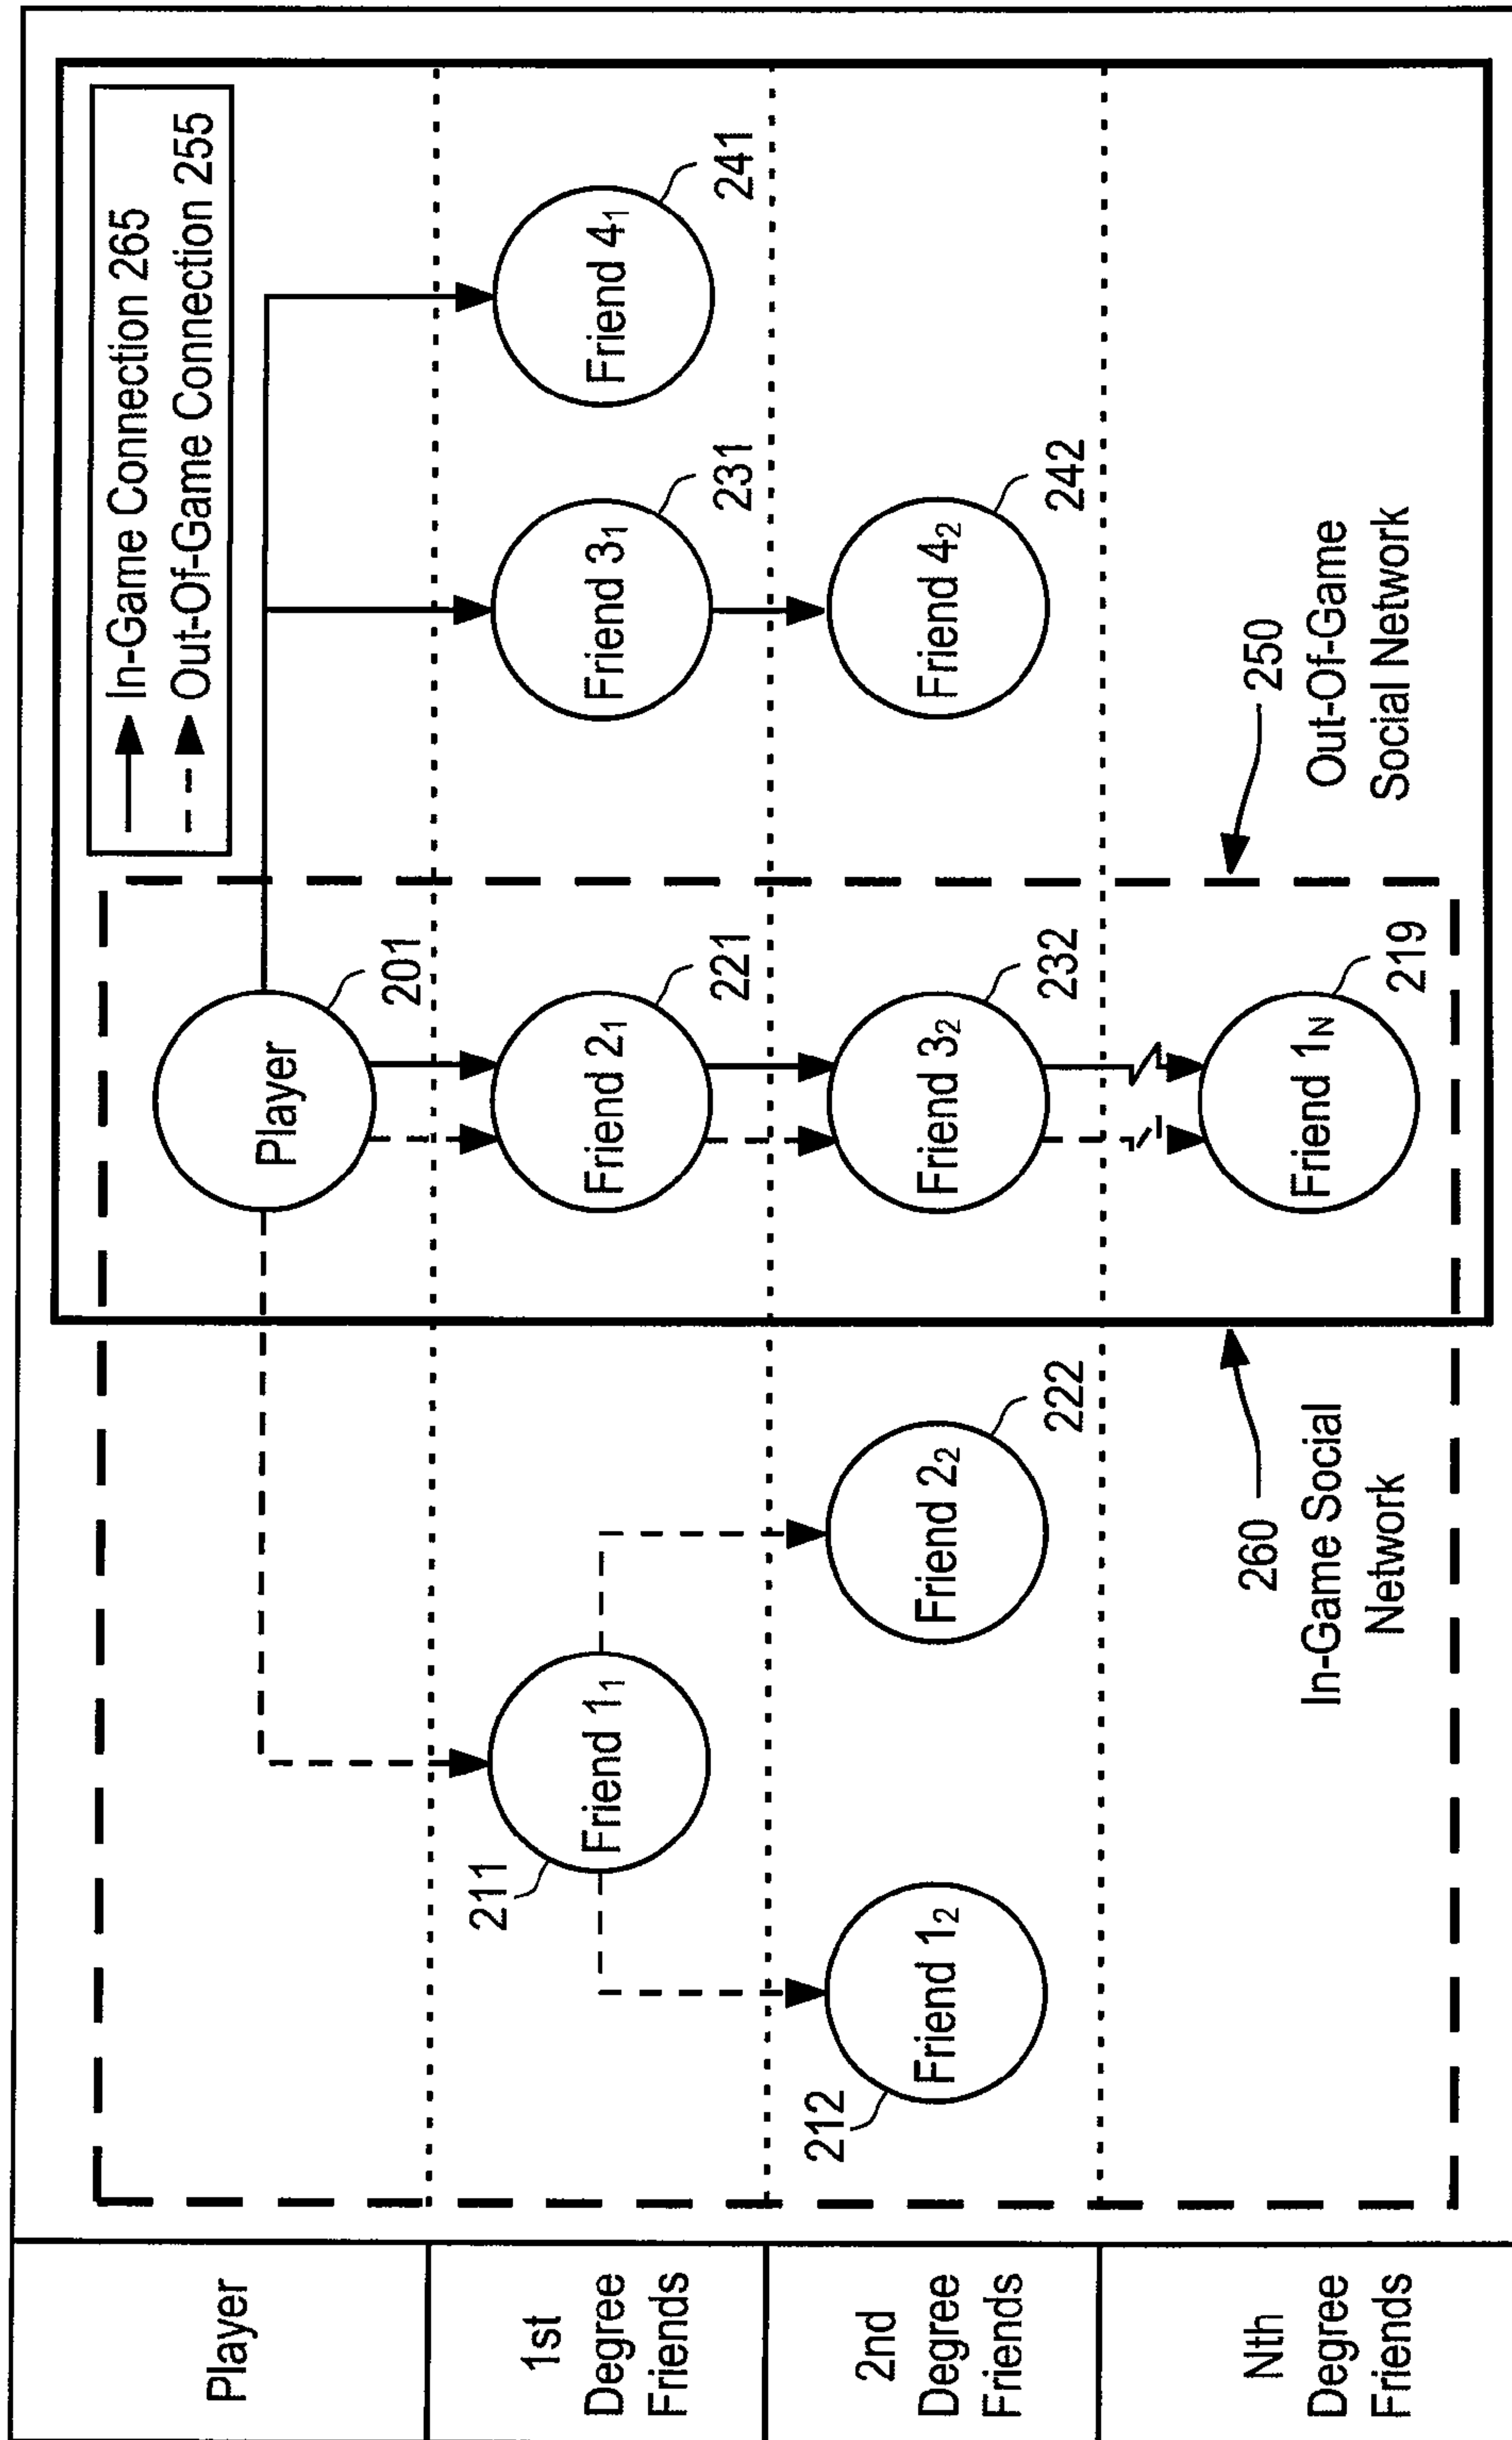 Player
1st
Degree
Friends
2nd
Degree
Friends
Nth
Degree
Friends
In-Game Connection 265
Out-Of-Game Connection 255
Player
201
211
Friend 1₁
Friend 2₁
221
Friend 3₁
231
Friend 4₁
241
212
Friend 1₂
Friend 2₂
222
Friend 3₂
232
Friend 4₂
242
260
In-Game Social
Network
Friend 1N
219
250
Out-Of-Game
Social Network